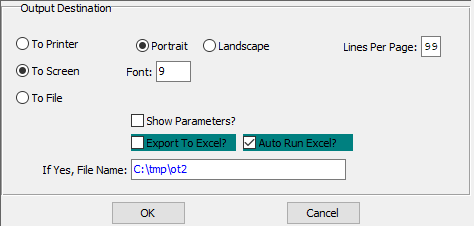 Output Destination
To Printer
Portrait
Landscape
Lines Per Page: 99
To Screen
Font: 9
To File
Show Parameters?
Export To Excel?
Auto Run Excel?
If Yes, File Name: C:\tmp\ot2
OK
Cancel